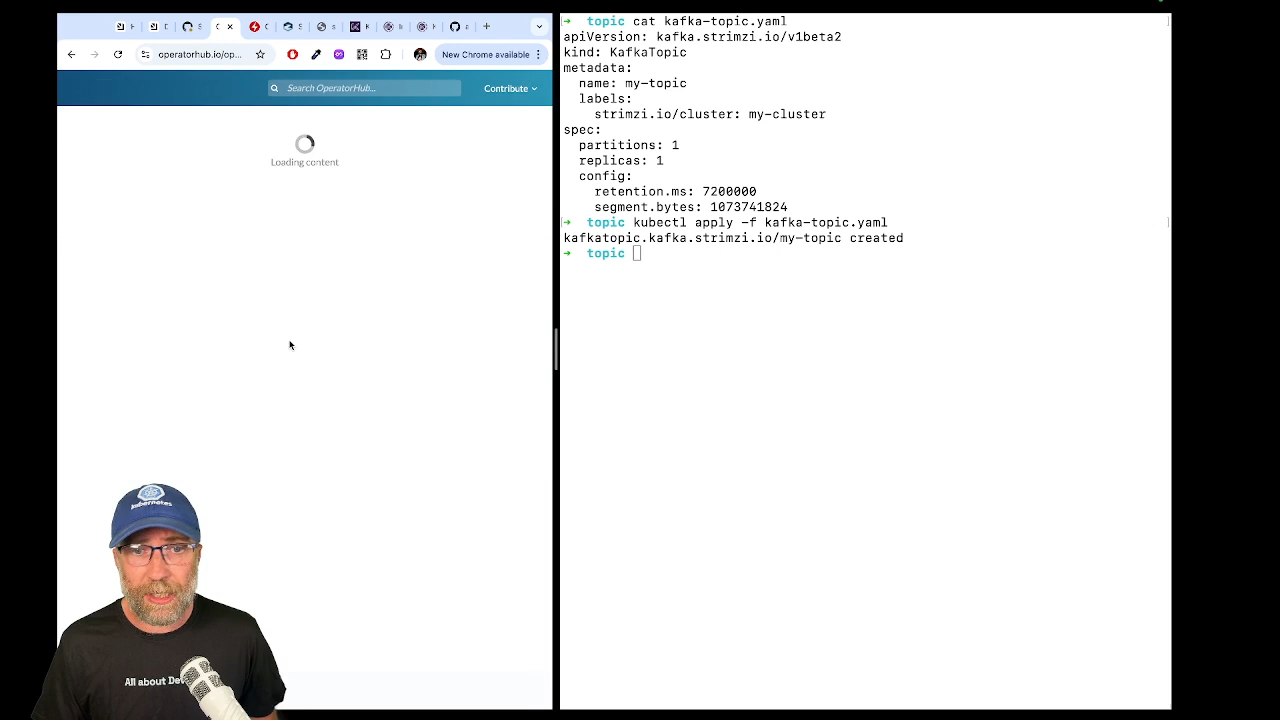 operatorhub.io/op...
New Chrome available
Search OperatorHub...
Contribute
Loading content
kubernetes
All about De
→ topic cat kafka-topic.yaml
apiVersion: kafka.strimzi.io/v1beta2
kind: KafkaTopic
metadata:
name: my-topic
labels:
strimzi.io/cluster: my-cluster
spec:
partitions: 1
replicas: 1
config:
retention.ms: 7200000
segment.bytes: 1073741824
→ topic kubectl apply -f kafka-topic.yaml
kafkatopic.kafka.strimzi.io/my-topic created
→ topic